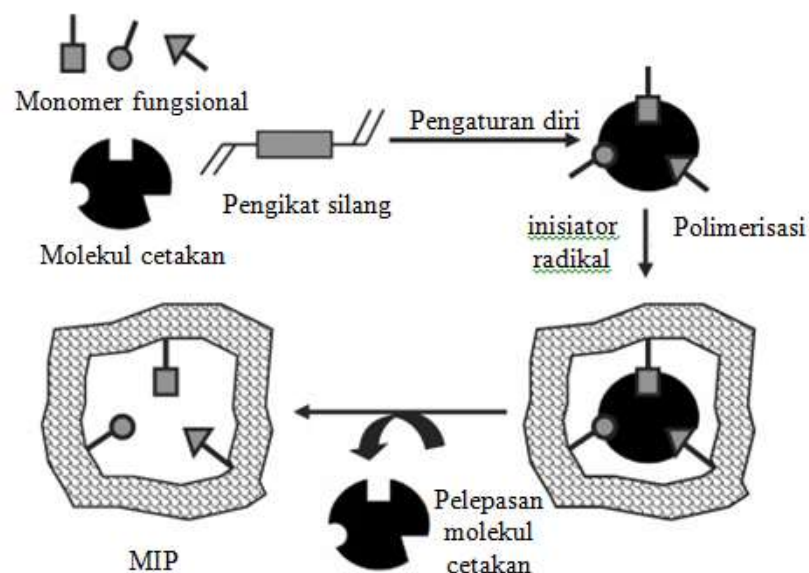 Monomer fungsional
Pengaturan diri
Pengikat silang
Molekul cetakan
inisiator
radikal
Polimerisasi
Pelepasan
molekul
cetakan
MIP